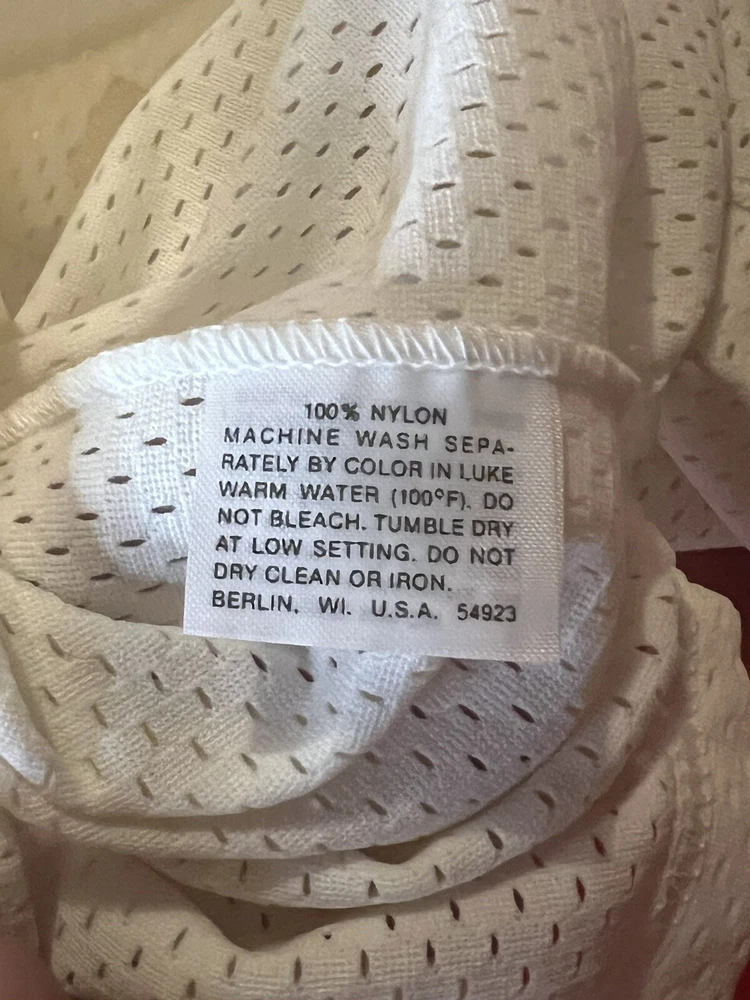 100% NYLON
MACHINE WASH SEPA-
RATELY BY COLOR IN LUKE
WARM WATER (100°F). DO
NOT BLEACH. TUMBLE DRY
AT LOW SETTING. DO NOT
DRY CLEAN OR IRON.
BERLIN, WI. U.S.A. 54923